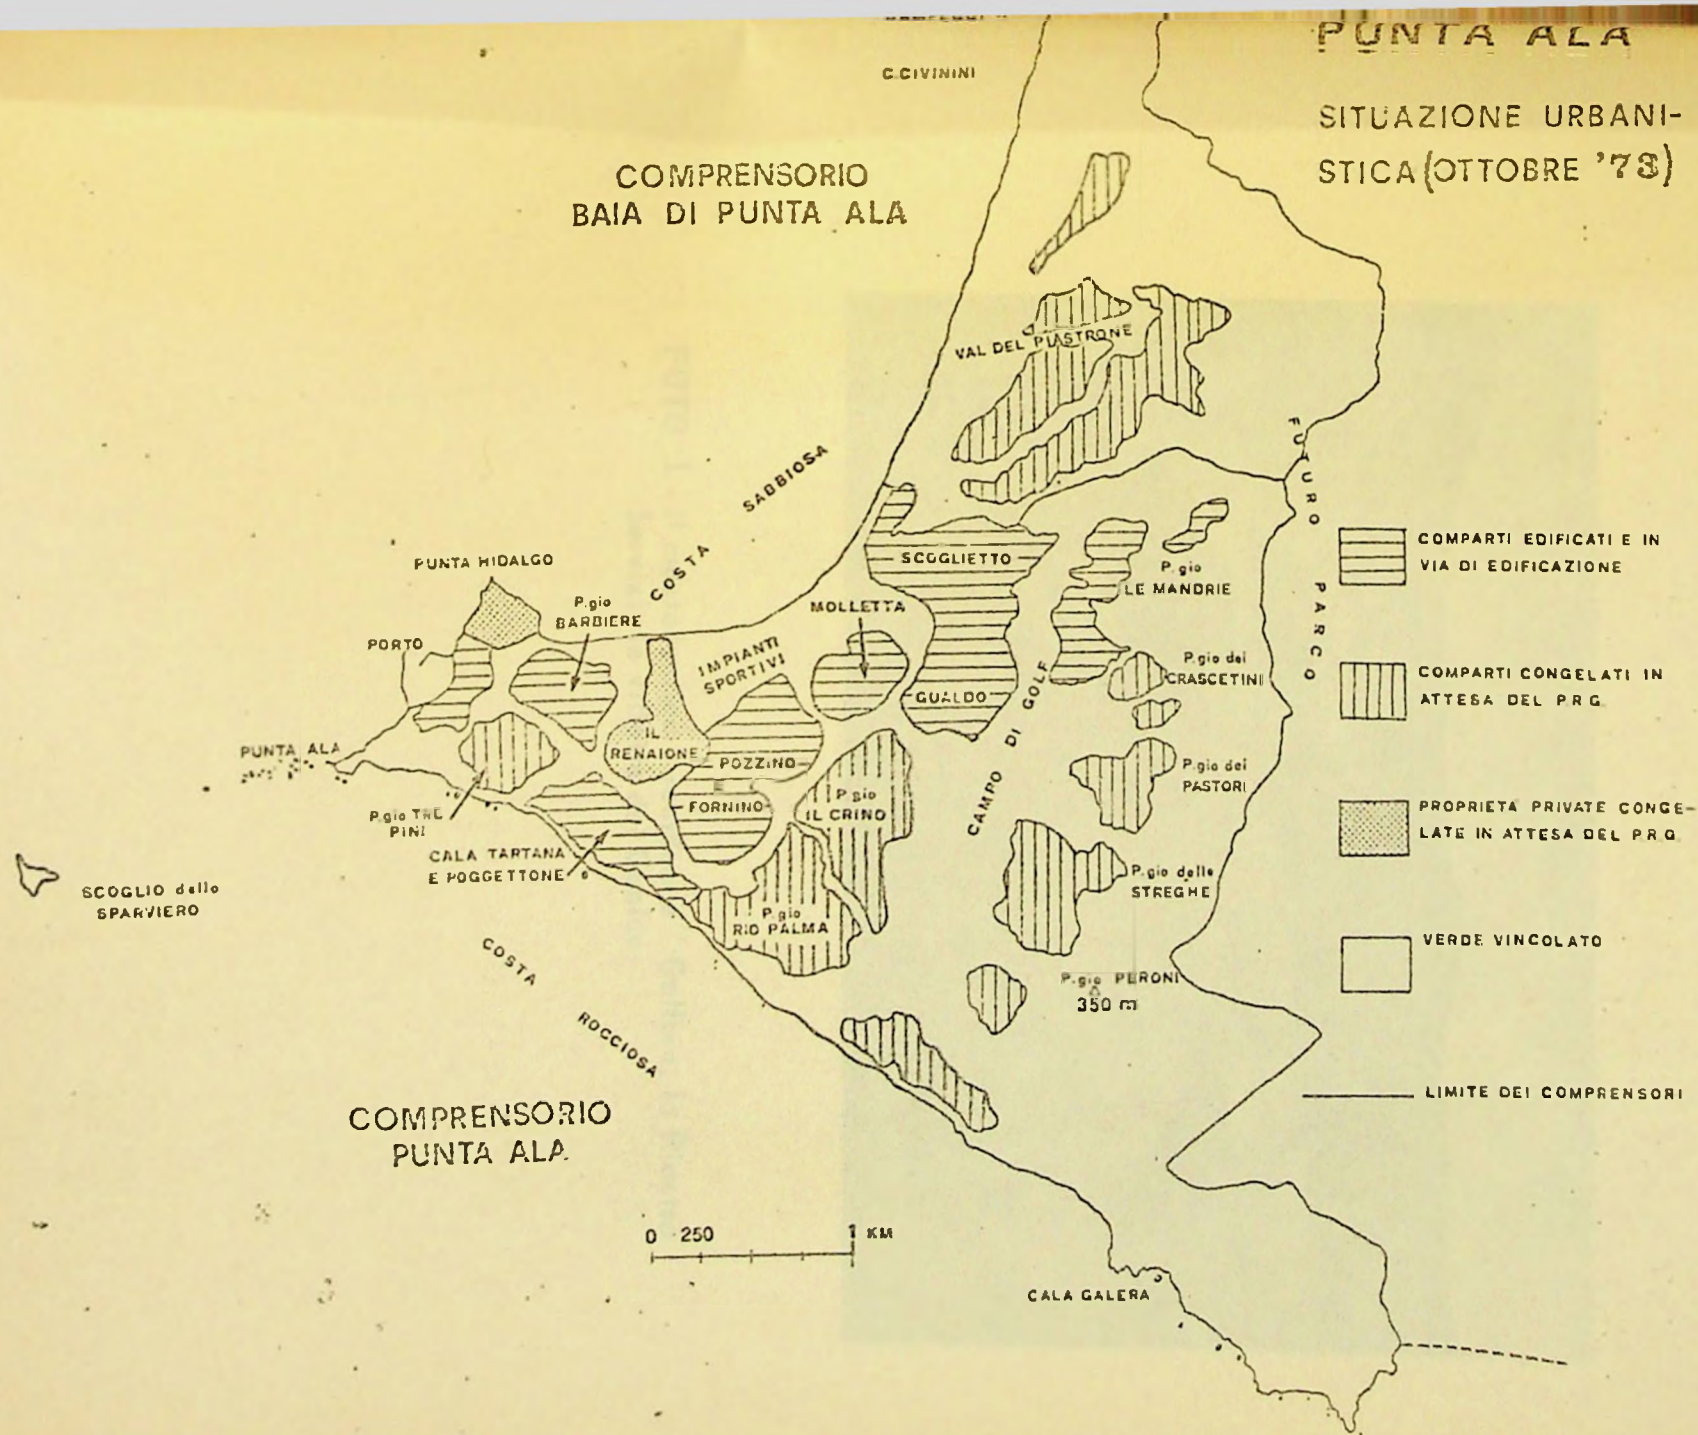 PUNTA ALA
SITUAZIONE URBANI-
STICA (OTTOBRE '73)
C.CIVININI
COMPRENSORIO
BAIA DI PUNTA ALA
VAL DEL PIASTRONE
COSTA SABBIOSA
FUTURO PARCO
PUNTA HIDALGO
P.gio
BARBIERE
PORTO
IMPIANTI
SPORTIVI
MOLLETTA
SCOGLIETTO
P.gio
LE MANDRIE
GUALDO
P.gio dei
CRASCETINI
CAMPO DI GOLF
PUNTA ALA
IL
RENAIONE
POZZINO
E
FORNINO
P.gio
IL CRINO
P.gio dei
PASTORI
P.gio TRE
PINI
CALA TARTANA
E POGGETTONE
P.gio delle
STREGHE
SCOGLIO dello
SPARVIERO
P.gio
RIO PALMA
P.gio PERONI
350 m
COSTA ROCCIOSA
COMPRENSORIO
PUNTA ALA
0 250 1 KM
CALA GALERA
COMPARTI EDIFICATI E IN
VIA DI EDIFICAZIONE
COMPARTI CONGELATI IN
ATTESA DEL P.R.G.
PROPRIETA PRIVATE CONGE-
LATE IN ATTESA DEL P.R.G.
VERDE VINCOLATO
LIMITE DEI COMPRENSORI